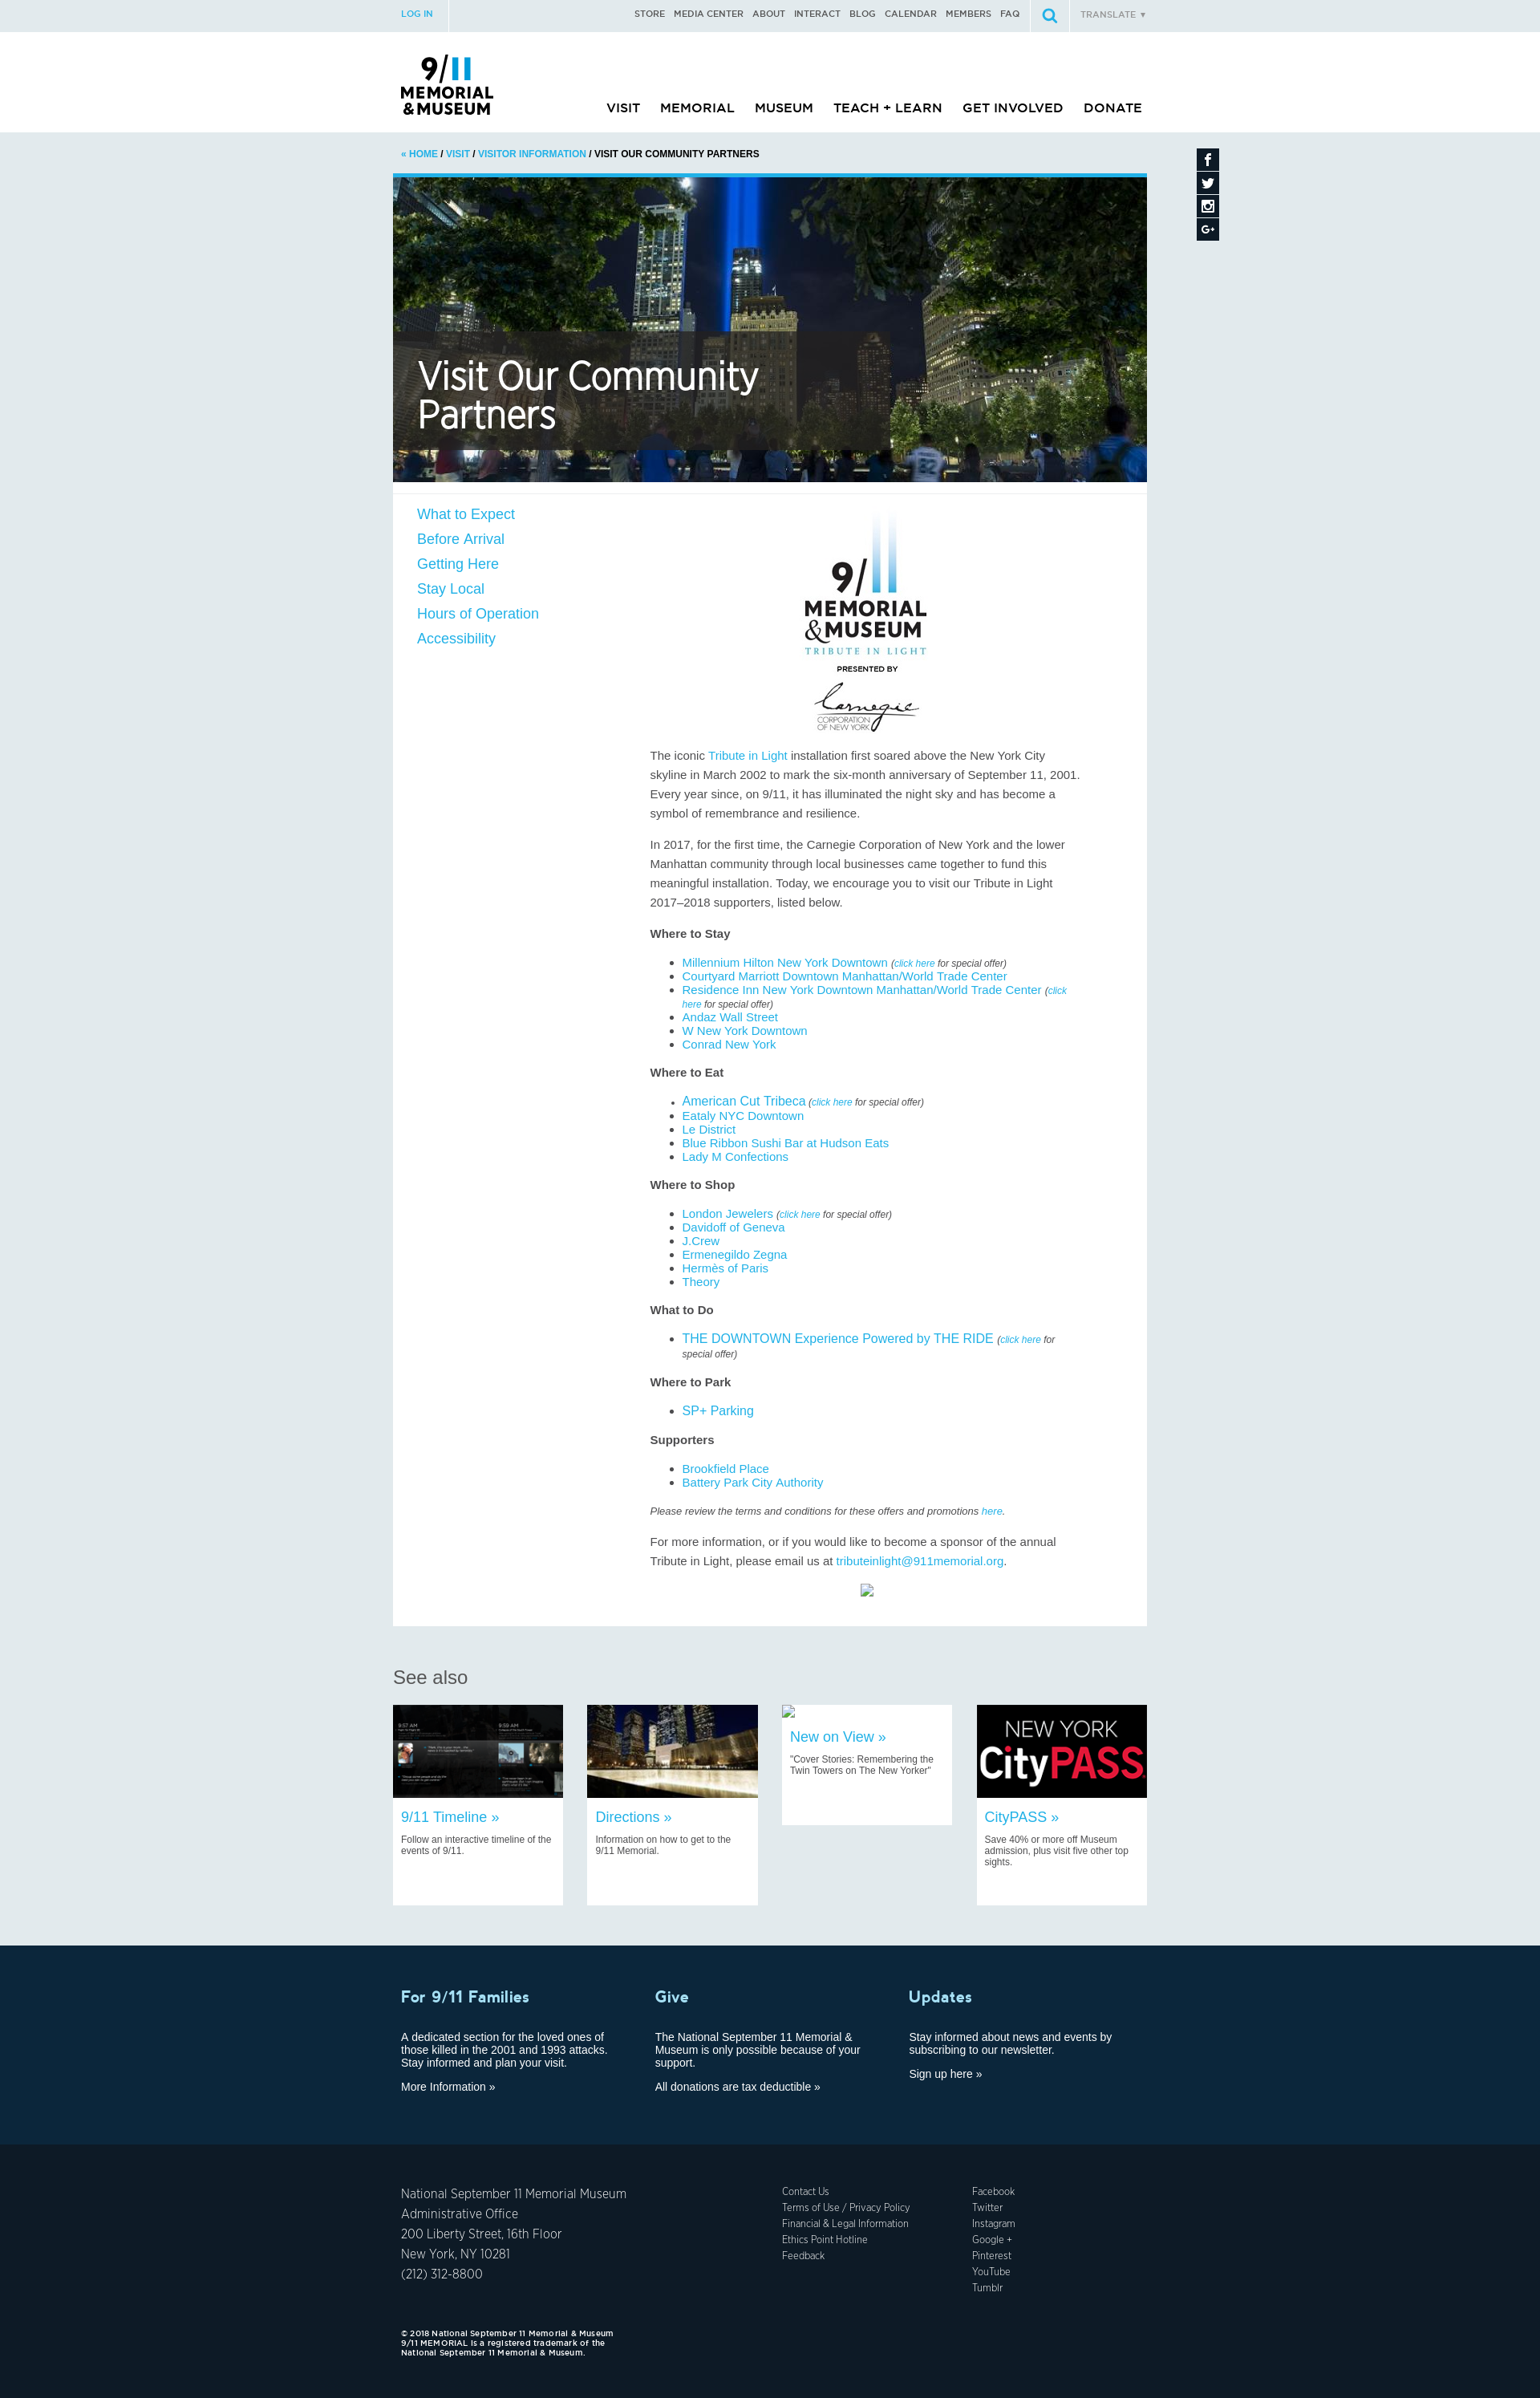 LOG IN
STORE MEDIA CENTER ABOUT INTERACT BLOG CALENDAR MEMBERS FAQ
TRANSLATE ▼
9/11
MEMORIAL
& MUSEUM
VISIT MEMORIAL MUSEUM TEACH + LEARN GET INVOLVED DONATE
« HOME / VISIT / VISITOR INFORMATION / VISIT OUR COMMUNITY PARTNERS
Visit Our Community
Partners
32
What to Expect
Before Arrival
Getting Here
Stay Local
Hours of Operation
Accessibility
9/11
MEMORIAL
&MUSEUM
TRIBUTE IN LIGHT
PRESENTED BY
Carnegie
CORPORATION
OF NEW YORK
The iconic Tribute in Light installation first soared above the New York City
skyline in March 2002 to mark the six-month anniversary of September 11, 2001.
Every year since, on 9/11, it has illuminated the night sky and has become a
symbol of remembrance and resilience.
In 2017, for the first time, the Carnegie Corporation of New York and the lower
Manhattan community through local businesses came together to fund this
meaningful installation. Today, we encourage you to visit our Tribute in Light
2017–2018 supporters, listed below.
Where to Stay
Millennium Hilton New York Downtown (click here for special offer)
Courtyard Marriott Downtown Manhattan/World Trade Center
Residence Inn New York Downtown Manhattan/World Trade Center (click
here for special offer)
Andaz Wall Street
W New York Downtown
Conrad New York
Where to Eat
American Cut Tribeca (click here for special offer)
Eataly NYC Downtown
Le District
Blue Ribbon Sushi Bar at Hudson Eats
Lady M Confections
Where to Shop
London Jewelers (click here for special offer)
Davidoff of Geneva
J.Crew
Ermenegildo Zegna
Hermès of Paris
Theory
What to Do
THE DOWNTOWN Experience Powered by THE RIDE (click here for
special offer)
Where to Park
SP+ Parking
Supporters
Brookfield Place
Battery Park City Authority
Please review the terms and conditions for these offers and promotions here.
For more information, or if you would like to become a sponsor of the annual
Tribute in Light, please email us at tributeinlight@911memorial.org.
See also
9:57 AM
9:59 AM
9/11 Timeline »
Follow an interactive timeline of the
events of 9/11.
Directions »
Information on how to get to the
9/11 Memorial.
New on View »
"Cover Stories: Remembering the
Twin Towers on The New Yorker"
NEW YORK
CityPASS
CityPASS »
Save 40% or more off Museum
admission, plus visit five other top
sights.
For 9/11 Families
A dedicated section for the loved ones of
those killed in the 2001 and 1993 attacks.
Stay informed and plan your visit.
More Information »
Give
The National September 11 Memorial &
Museum is only possible because of your
support.
All donations are tax deductible »
Updates
Stay informed about news and events by
subscribing to our newsletter.
Sign up here »
National September 11 Memorial Museum
Administrative Office
200 Liberty Street, 16th Floor
New York, NY 10281
(212) 312-8800
Contact Us
Terms of Use / Privacy Policy
Financial & Legal Information
Ethics Point Hotline
Feedback
Facebook
Twitter
Instagram
Google +
Pinterest
YouTube
Tumblr
© 2018 National September 11 Memorial & Museum
9/11 MEMORIAL is a registered trademark of the
National September 11 Memorial & Museum.